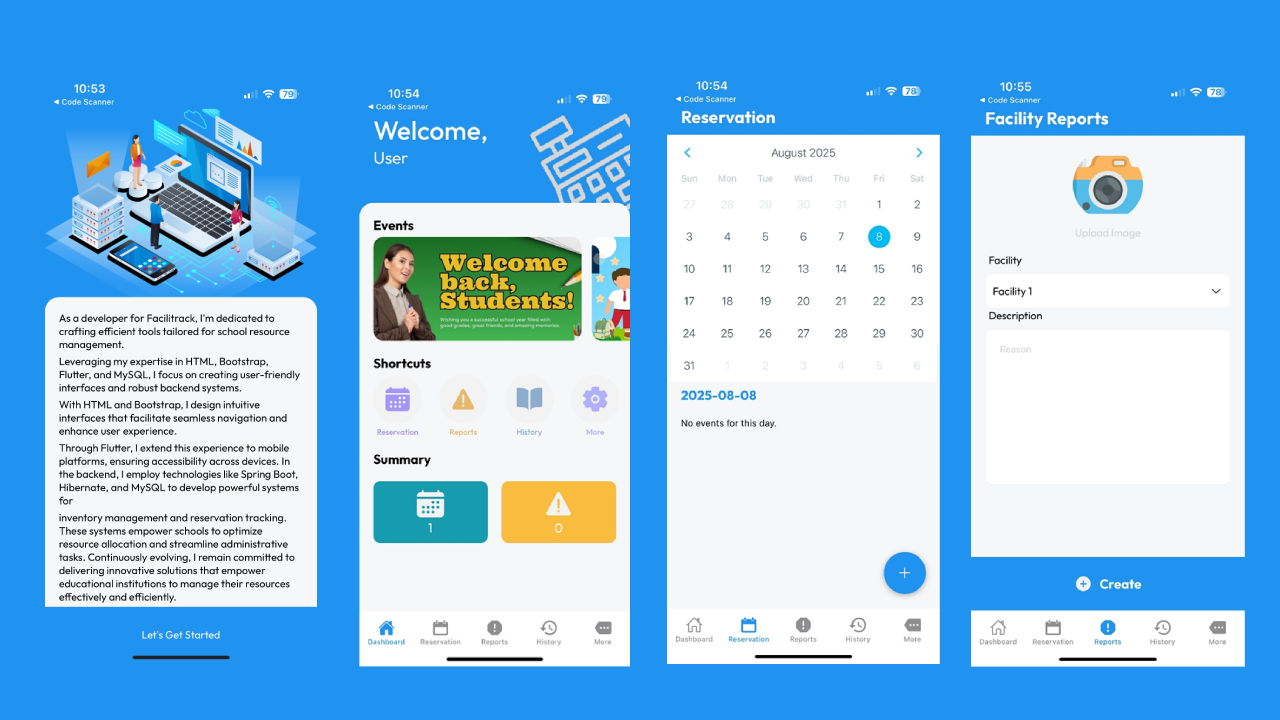 10:53
◄ Code Scanner
79
As a developer for Facilitrack, I'm dedicated to
crafting efficient tools tailored for school resource
management.
Leveraging my expertise in HTML, Bootstrap,
Flutter, and MySQL, I focus on creating user-friendly
interfaces and robust backend systems.
With HTML and Bootstrap, I design intuitive
interfaces that facilitate seamless navigation and
enhance user experience.
Through Flutter, I extend this experience to mobile
platforms, ensuring accessibility across devices. In
the backend, I employ technologies like Spring Boot,
Hibernate, and MySQL to develop powerful systems
for
inventory management and reservation tracking.
These systems empower schools to optimize
resource allocation and streamline administrative
tasks. Continuously evolving, I remain committed to
delivering innovative solutions that empower
educational institutions to manage their resources
effectively and efficiently.
Let's Get Started
10:54
◄ Code Scanner
79
Welcome,
User
Events
Welcome
back,
Students!
Wishing you a successful school year filled with
good grades, great friends, and amazing memories.
Shortcuts
Reservation Reports History More
Summary
1 0
Dashboard Reservation Reports History More
10:54
◄ Code Scanner
78
Reservation
August 2025
Sun Mon Tue Wed Thu Fri Sat
27 28 29 30 31 1 2
3 4 5 6 7 8 9
10 11 12 13 14 15 16
17 18 19 20 21 22 23
24 25 26 27 28 29 30
31 1 2 3 4 5 6
2025-08-08
No events for this day.
+
Dashboard Reservation Reports History More
10:55
◄ Code Scanner
78
Facility Reports
Upload Image
Facility
Facility 1
Description
Reason
Create
Dashboard Reservation Reports History More